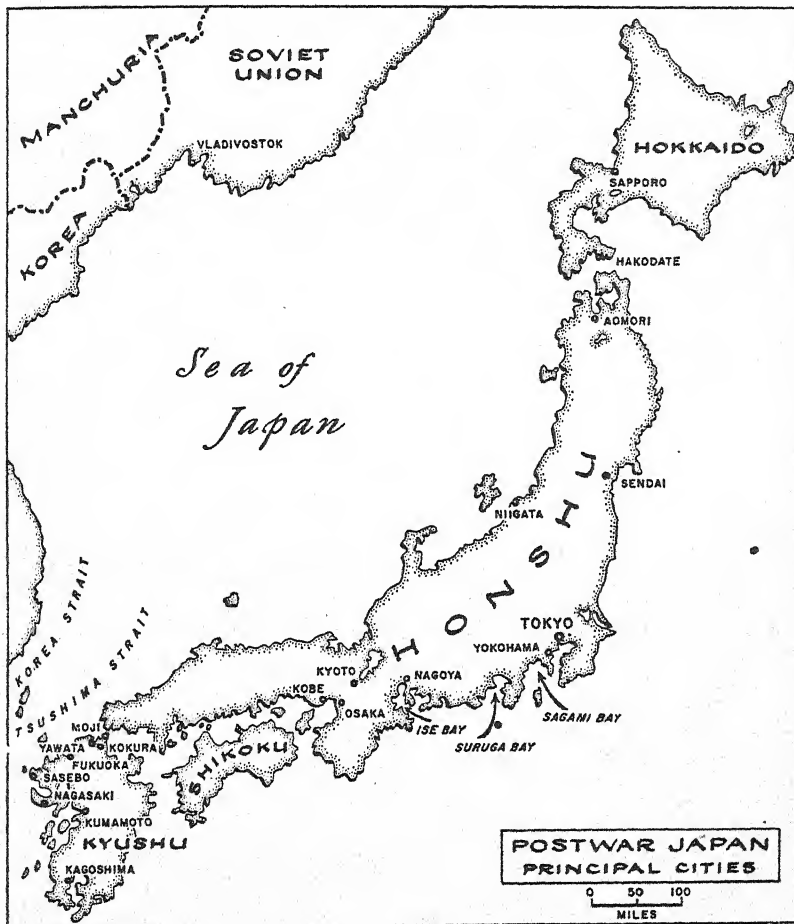 MANCHURIA
SOVIET
UNION
VLADIVOSTOK
KOREA
HOKKAIDO
SAPPORO
HAKODATE
AOMORI
Sea of
Japan
HONSHU
SENDAI
NIIGATA
KOREA STRAIT
TSUSHIMA STRAIT
TOKYO
YOKOHAMA
KYOTO
NAGOYA
KOBE
OSAKA
ISE BAY
SURUGA BAY
SAGAMI BAY
MOJI
YAWATA
KOKURA
FUKUOKA
SHIKOKU
SASEBO
NAGASAKI
KUMAMOTO
KYUSHU
KAGOSHIMA
POSTWAR JAPAN
PRINCIPAL CITIES
0 50 100
MILES